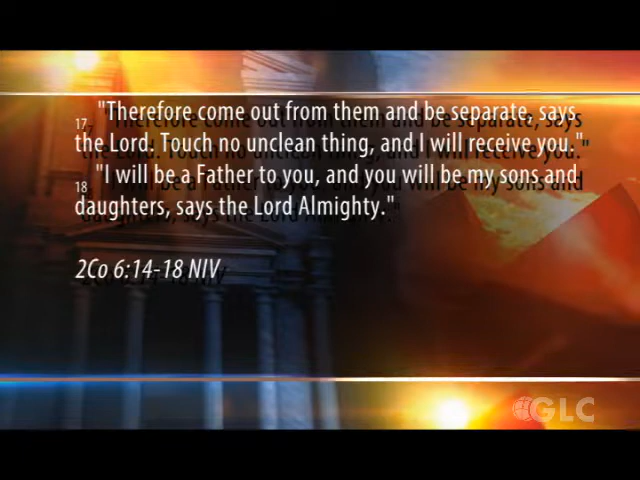 17 "Therefore come out from them and be separate, says
the Lord. Touch no unclean thing, and I will receive you."
18 "I will be a Father to you, and you will be my sons and
daughters, says the Lord Almighty."
2Co 6:14-18 NIV
GLC